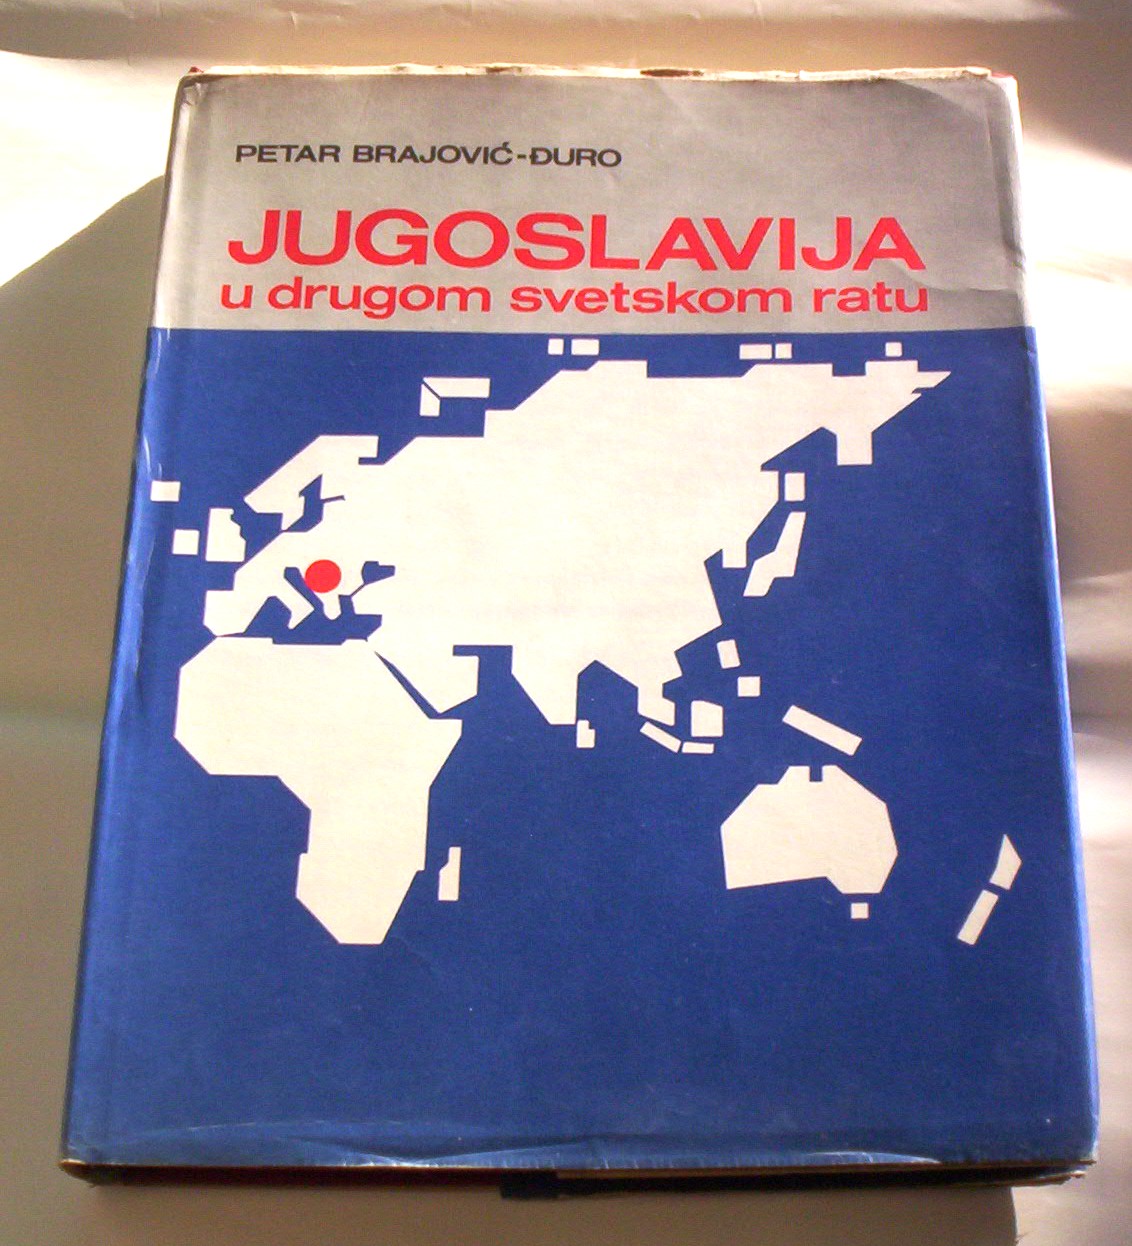 PETAR BRAJOVIĆ-ĐURO
JUGOSLAVIJA
u drugom svetskom ratu